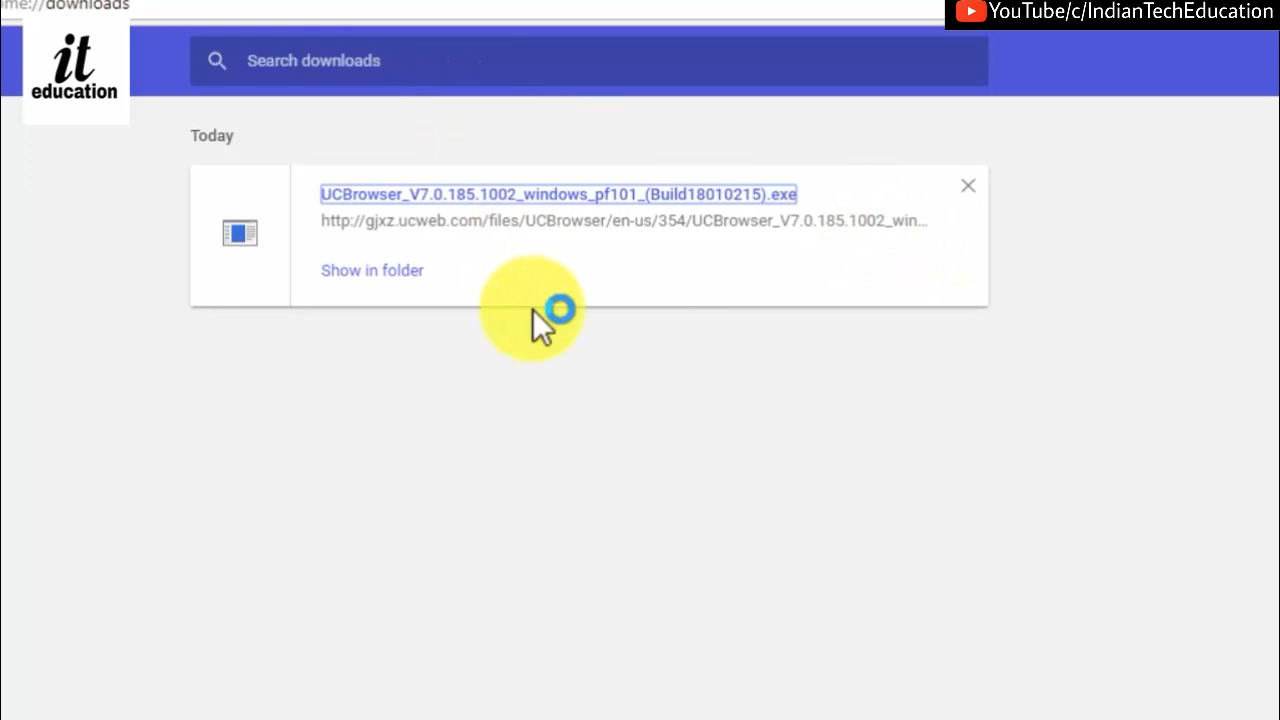 ome://downloads
YouTube/c/IndianTechEducation
it
education
Search downloads
Today
UCBrowser_V7.0.185.1002_windows_pf101_(Build18010215).exe
http://gjxz.ucweb.com/files/UCBrowser/en-us/354/UCBrowser_V7.0.185.1002_win...
Show in folder